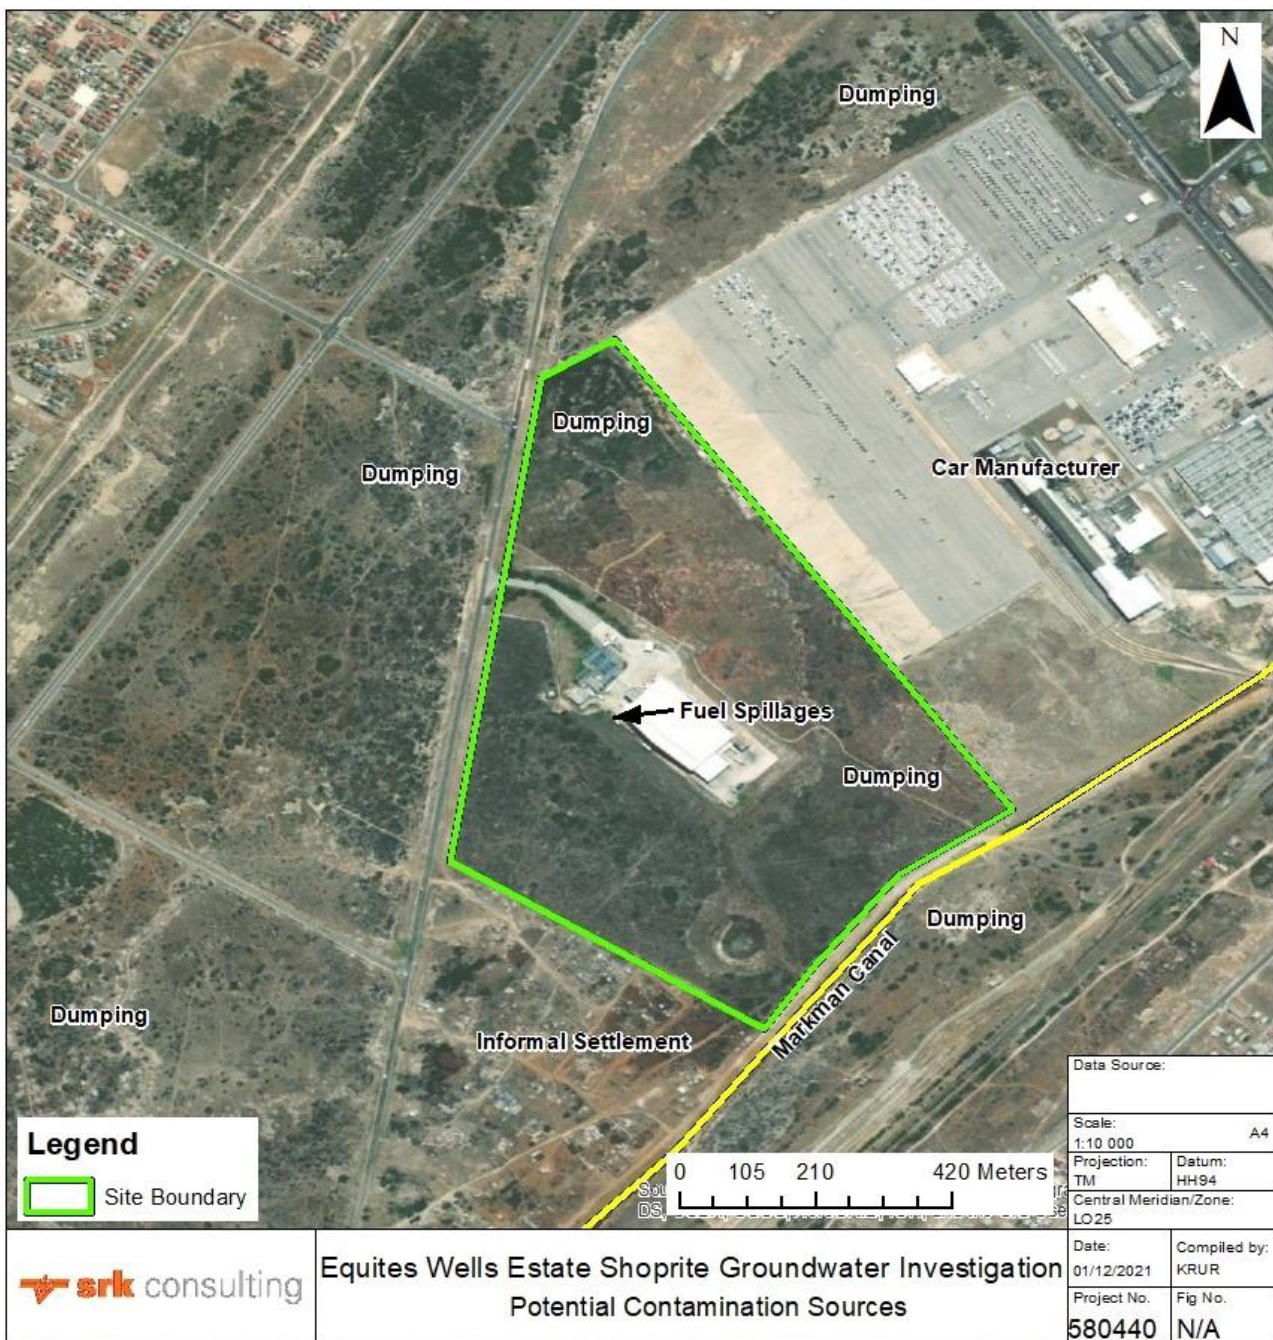 N
Dumping
Dumping
Dumping
Car Manufacturer
Fuel Spillages
Dumping
Dumping
Markman Canal
Dumping
Informal Settlement
Legend
Site Boundary
0 105 210 420 Meters
Data Source:
Scale:
1:10 000 A4
Projection:
TM
Datum:
HH94
Central Meridian/Zone:
LO25
srk consulting
Equites Wells Estate Shoprite Groundwater Investigation
Potential Contamination Sources
Date:
01/12/2021
Compiled by:
KRUR
Project No.
580440
Fig No.
N/A